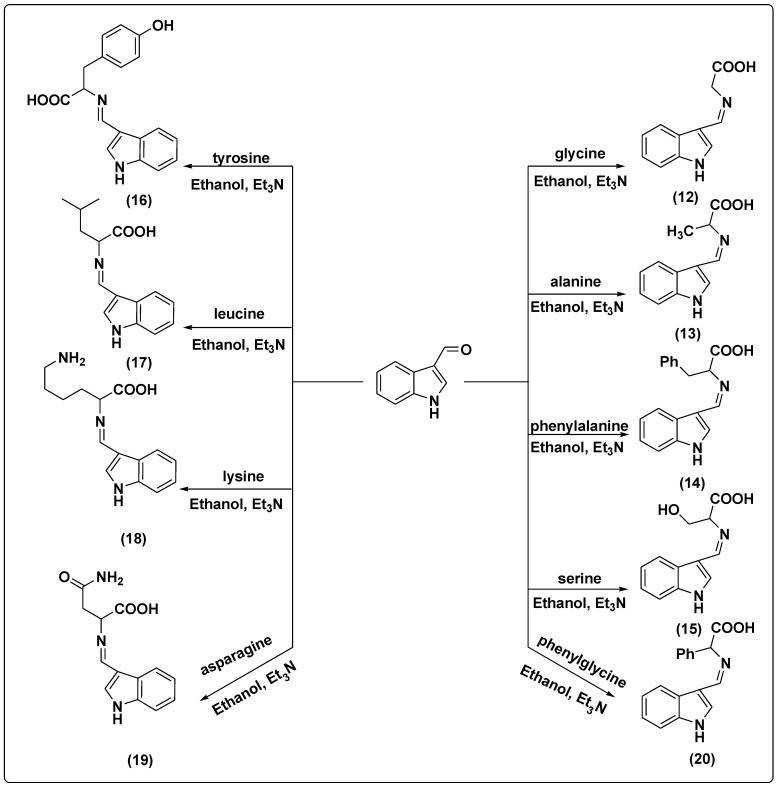 OH
HOOC
N
N
H
tyrosine
Ethanol, Et3N
(16)
COOH
N
N
H
leucine
Ethanol, Et3N
(17)
NH2
COOH
N
N
H
lysine
Ethanol, Et3N
(18)
O
NH2
COOH
N
N
H
asparagine
Ethanol, Et3N
(19)
O
N
H
COOH
N
N
H
glycine
Ethanol, Et3N
(12)
COOH
H3C
N
N
H
alanine
Ethanol, Et3N
(13)
COOH
Ph
N
N
H
phenylalanine
Ethanol, Et3N
(14)
COOH
HO
N
N
H
serine
Ethanol, Et3N
(15)
COOH
Ph
N
N
H
phenylglycine
Ethanol, Et3N
(20)